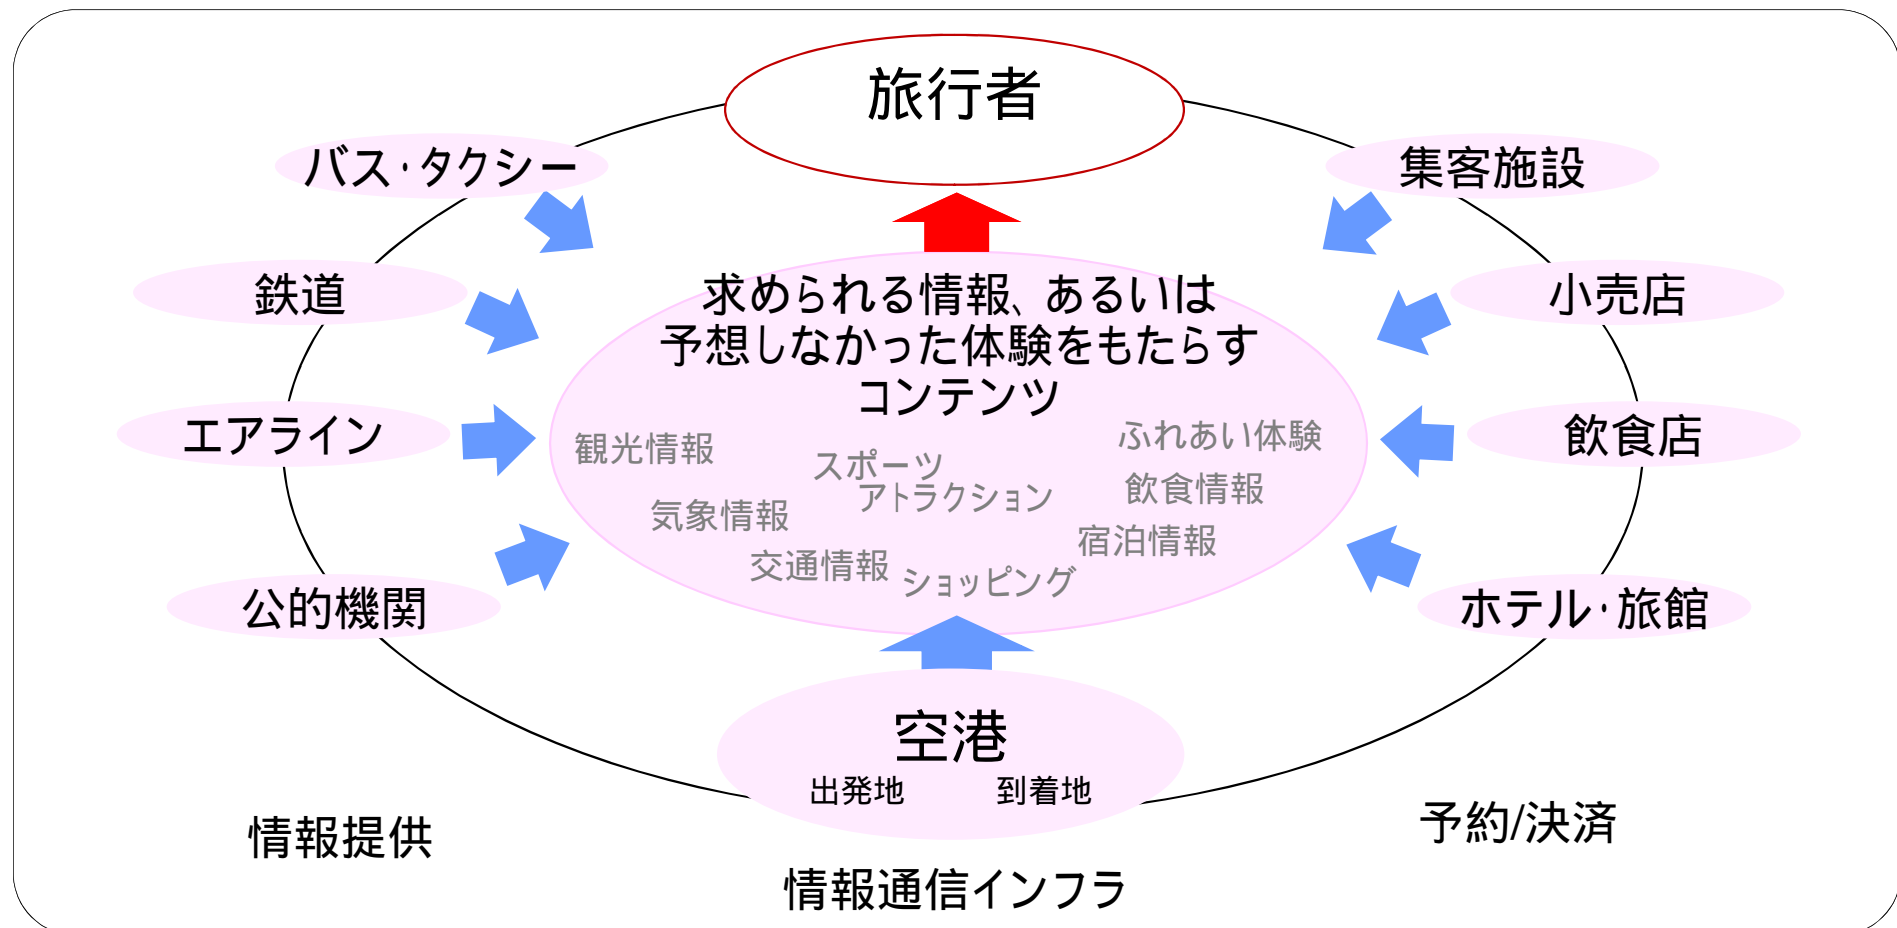 旅行者
バス・タクシー
集客施設
鉄道
小売店
求められる情報、あるいは
予想しなかった体験をもたらす
コンテンツ
エアライン
飲食店
観光情報
スポーツ
アトラクション
ふれあい体験
気象情報
飲食情報
交通情報
宿泊情報
ショッピング
公的機関
ホテル・旅館
空港
出発地
到着地
情報提供
予約/決済
情報通信インフラ